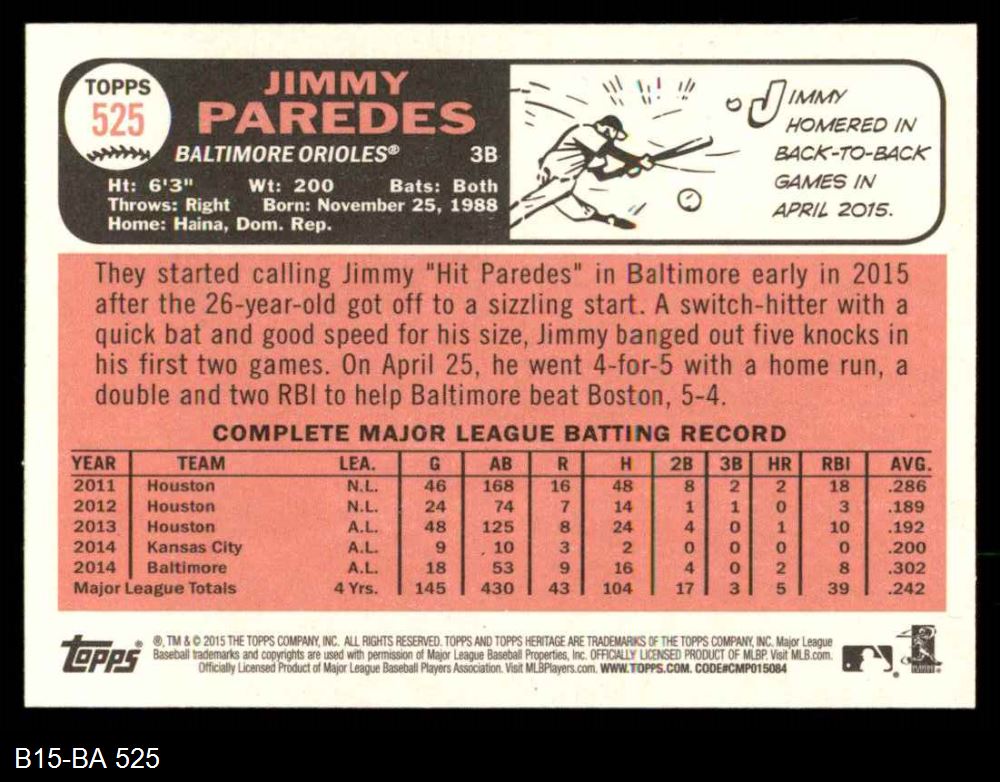 TOPPS
525
JIMMY
PAREDES
BALTIMORE ORIOLES® 3B
Ht: 6'3" Wt: 200 Bats: Both
Throws: Right Born: November 25, 1988
Home: Haina, Dom. Rep.
JIMMY
HOMERED IN
BACK-TO-BACK
GAMES IN
APRIL 2015.
They started calling Jimmy "Hit Paredes" in Baltimore early in 2015
after the 26-year-old got off to a sizzling start. A switch-hitter with a
quick bat and good speed for his size, Jimmy banged out five knocks in
his first two games. On April 25, he went 4-for-5 with a home run, a
double and two RBI to help Baltimore beat Boston, 5-4.
COMPLETE MAJOR LEAGUE BATTING RECORD
YEAR TEAM LEA. G AB R H 2B 3B HR RBI AVG.
2011 Houston N.L. 46 168 16 48 8 2 2 18 .286
2012 Houston N.L. 24 74 7 14 1 1 0 3 .189
2013 Houston A.L. 48 125 8 24 4 0 1 10 .192
2014 Kansas City A.L. 9 10 3 2 0 0 0 0 .200
2014 Baltimore A.L. 18 53 9 16 4 0 2 8 .302
Major League Totals 4 Yrs. 145 430 43 104 17 3 5 39 .242
topps®
®, TM & © 2015 THE TOPPS COMPANY, INC. ALL RIGHTS RESERVED. TOPPS AND TOPPS HERITAGE ARE TRADEMARKS OF THE TOPPS COMPANY, INC. Major League
Baseball trademarks and copyrights are used with permission of Major League Baseball Properties, Inc. OFFICIALLY LICENSED PRODUCT OF MLBP. Visit MLB.com.
Officially Licensed Product of Major League Baseball Players Association. Visit MLBPlayers.com. WWW.TOPPS.COM. CODE#CMP015084
B15-BA 525